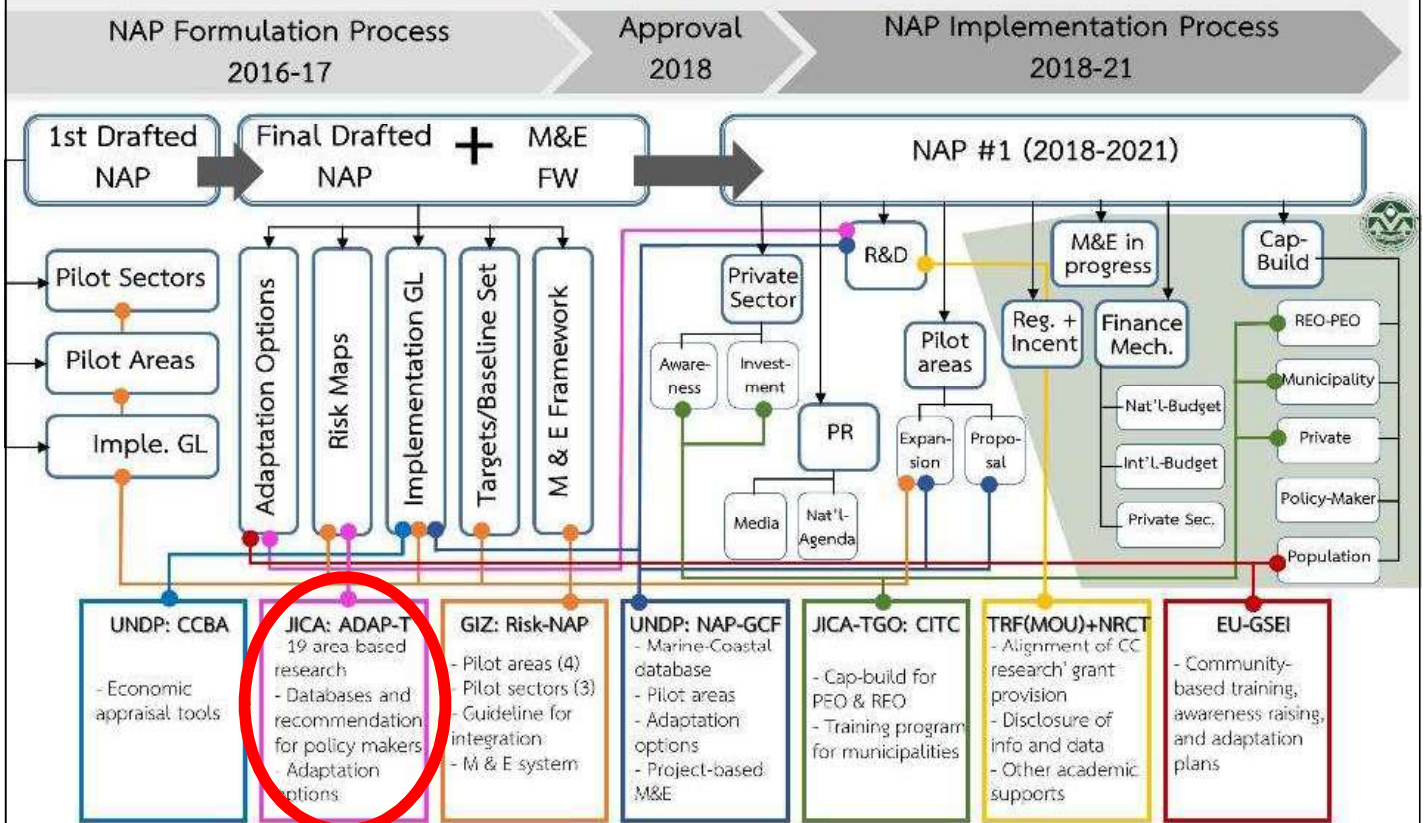 NAP Formulation Process
2016-17
Approval
2018
NAP Implementation Process
2018-21
1st Drafted
NAP
Final Drafted
NAP
+
M&E
FW
NAP #1 (2018-2021)
Pilot Sectors
Pilot Areas
Imple. GL
Adaptation Options
Risk Maps
Implementation GL
Targets/Baseline Set
M & E Framework
Private
Sector
Aware-
ness
Invest-
ment
PR
Media
Nat'l-
Agenda
R&D
Pilot
areas
Expan-
sion
Propo-
sal
Reg. +
Incent
M&E in
progress
Finance
Mech.
Nat'l-Budget
Int'l.-Budget
Private Sec.
Cap-
Build
REO-PEO
Municipality
Private
Policy-Maker
Population
UNDP: CCBA
- Economic
appraisal tools
JICA: ADAP-T
- 19 area based
research
- Databases and
recommendation
for policy makers
- Adaptation
options
GIZ: Risk-NAP
- Pilot areas (4)
- Pilot sectors (3)
- Guideline for
integration
- M & E system
UNDP: NAP-GCF
- Marine-Coastal
database
- Pilot areas
- Adaptation
options
- Project-based
M&E
JICA-TGO: CITC
- Cap-build for
PEO & REO
- Training program
for municipalities
TRF(MOU)+NRCT
- Alignment of CC
research' grant
provision
- Disclosure of
info and data
- Other academic
supports
EU-GSEI
- Community-
based training,
awareness raising,
and adaptation
plans